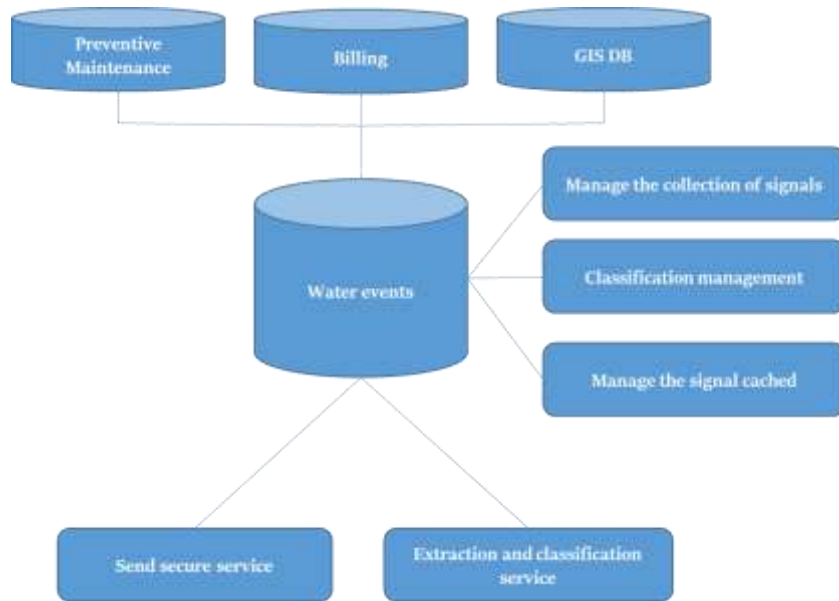 Preventive
Maintenance
Billing
GIS DB
Manage the collection of signals
Water events
Classification management
Manage the signal cached
Send secure service
Extraction and classification
service